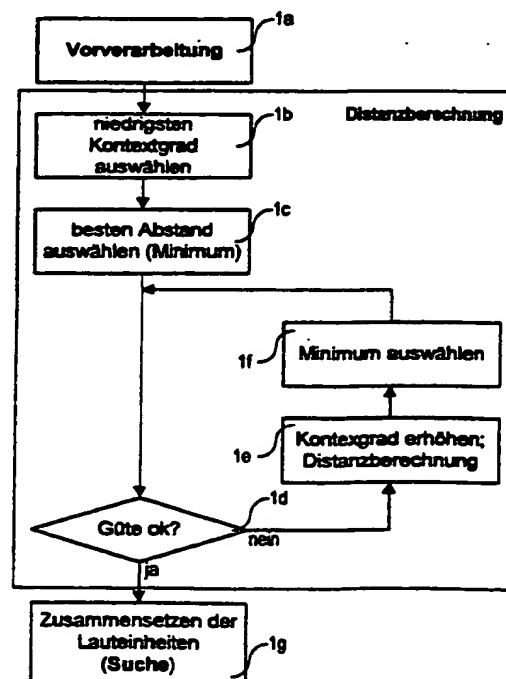 1a
Vorverarbeitung
Distanzberechnung
1b
niedrigsten
Kontextgrad
auswählen
1c
besten Abstand
auswählen (Minimum)
1f
Minimum auswählen
1e
Kontexgrad erhöhen;
Distanzberechnung
1d
Güte ok?
nein
ja
Zusammensetzen der
Lauteinheiten
(Suche)
1g